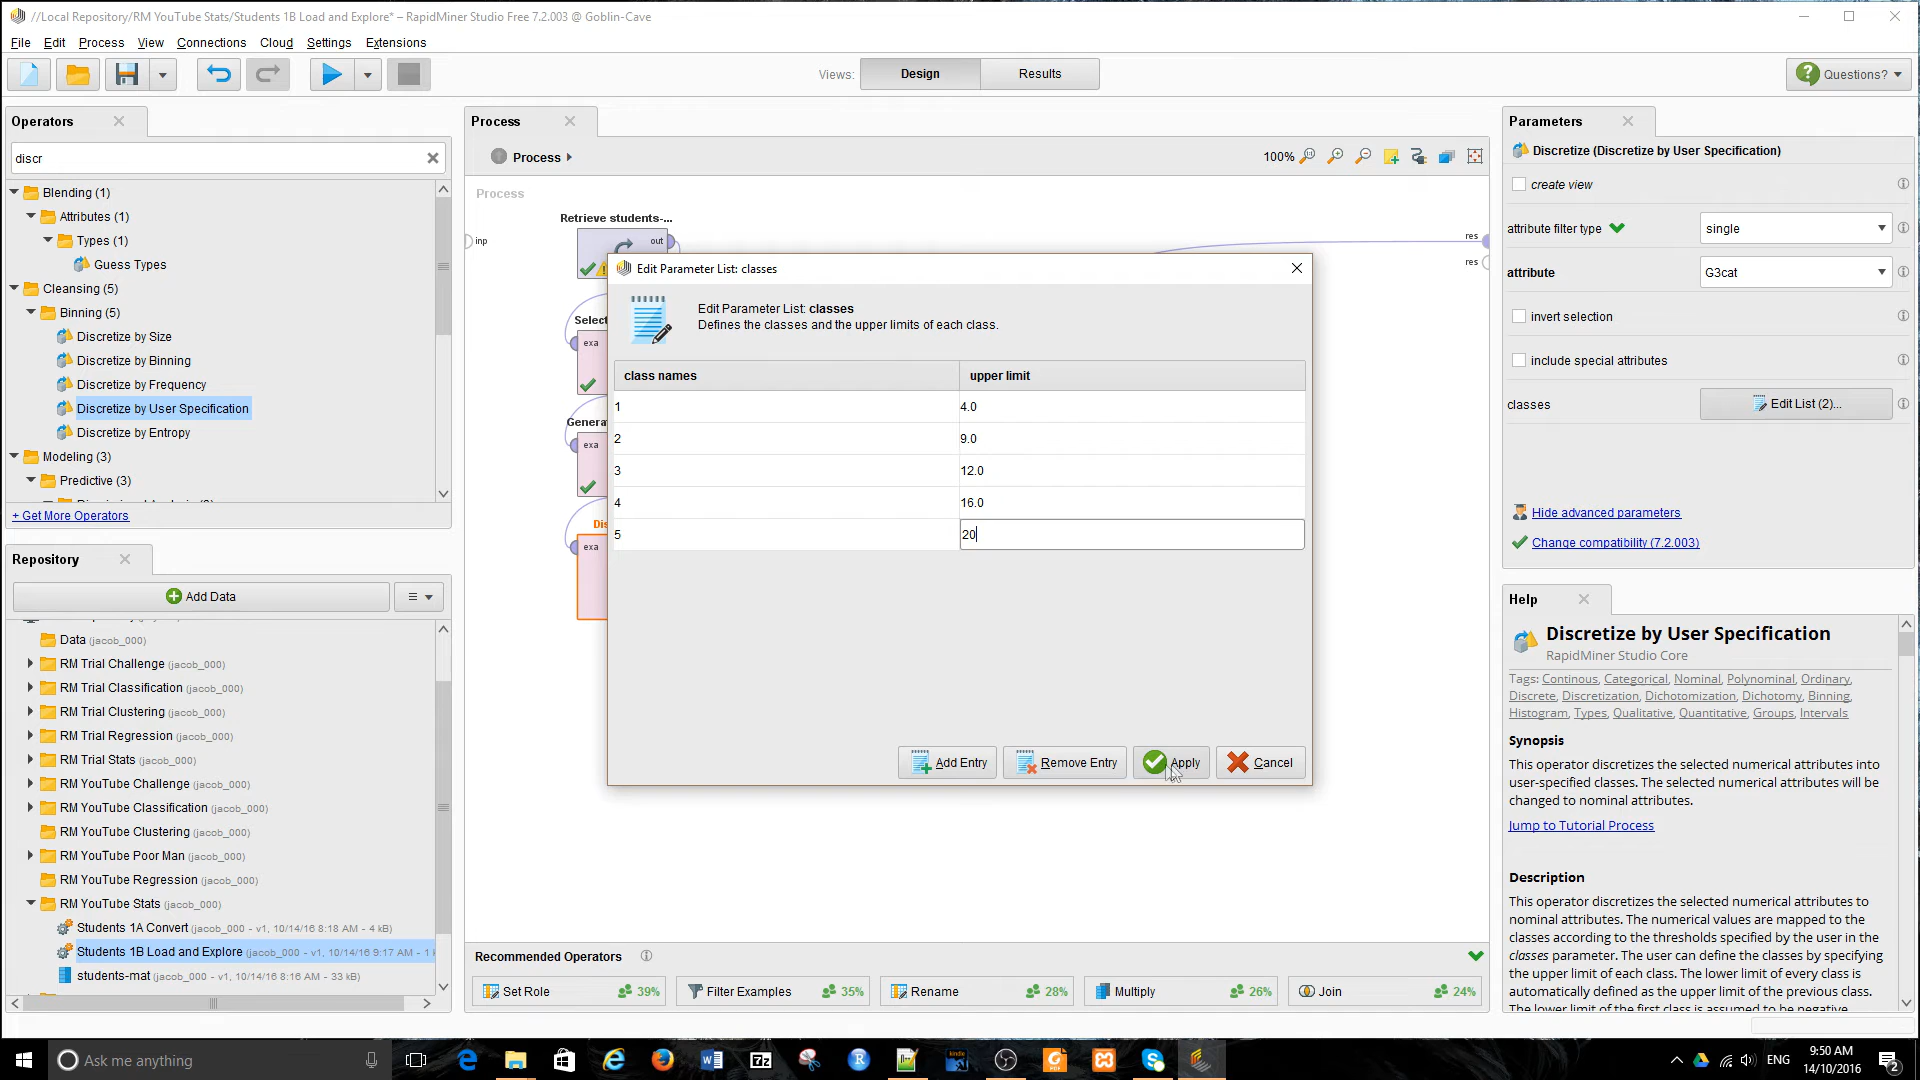 //Local Repository/RM YouTube Stats/Students 1B Load and Explore* – RapidMiner Studio Free 7.2.003 @ Goblin-Cave
File Edit Process View Connections Cloud Settings Extensions
Views: Design Results
Questions?
Operators
discr
Blending (1)
Attributes (1)
Types (1)
Guess Types
Cleansing (5)
Binning (5)
Discretize by Size
Discretize by Binning
Discretize by Frequency
Discretize by User Specification
Discretize by Entropy
Modeling (3)
Predictive (3)
+ Get More Operators
Repository
Add Data
Data (jacob_000)
RM Trial Challenge (jacob_000)
RM Trial Classification (jacob_000)
RM Trial Clustering (jacob_000)
RM Trial Regression (jacob_000)
RM Trial Stats (jacob_000)
RM YouTube Challenge (jacob_000)
RM YouTube Classification (jacob_000)
RM YouTube Clustering (jacob_000)
RM YouTube Poor Man (jacob_000)
RM YouTube Regression (jacob_000)
RM YouTube Stats (jacob_000)
Students 1A Convert (jacob_000 - v1, 10/14/16 8:18 AM - 4 kB)
Students 1B Load and Explore (jacob_000 - v1, 10/14/16 9:17 AM - 1 k
students-mat (jacob_000 - v1, 10/14/16 8:16 AM - 33 kB)
Process
Process
100%
Process
Retrieve students-...
inp
out
res
res
Select
exa
Genera
exa
Dis
exa
Edit Parameter List: classes
Edit Parameter List: classes
Defines the classes and the upper limits of each class.
class names upper limit
1 4.0
2 9.0
3 12.0
4 16.0
5 20
Add Entry Remove Entry Apply Cancel
Recommended Operators
Set Role 39% Filter Examples 35% Rename 28% Multiply 26% Join 24%
Parameters
Discretize (Discretize by User Specification)
create view
attribute filter type single
attribute G3cat
invert selection
include special attributes
classes Edit List (2)...
Hide advanced parameters
Change compatibility (7.2.003)
Help
Discretize by User Specification
RapidMiner Studio Core
Tags: Continous, Categorical, Nominal, Polynominal, Ordinary,
Discrete, Discretization, Dichotomization, Dichotomy, Binning,
Histogram, Types, Qualitative, Quantitative, Groups, Intervals
Synopsis
This operator discretizes the selected numerical attributes into
user-specified classes. The selected numerical attributes will be
changed to nominal attributes.
Jump to Tutorial Process
Description
This operator discretizes the selected numerical attributes to
nominal attributes. The numerical values are mapped to the
classes according to the thresholds specified by the user in the
classes parameter. The user can define the classes by specifying
the upper limit of each class. The lower limit of every class is
automatically defined as the upper limit of the previous class.
The lower limit of the first class is assumed to be negative
Ask me anything
ENG
9:50 AM
14/10/2016
2